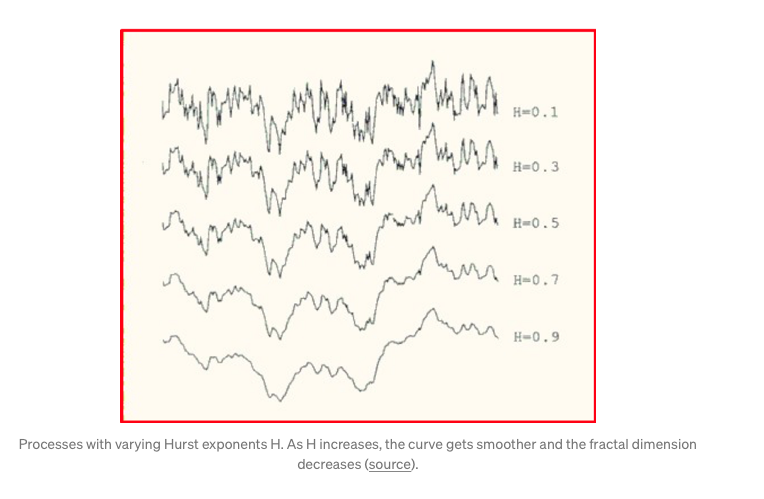 H=0.1
H=0.3
H=0.5
H=0.7
H=0.9
Processes with varying Hurst exponents H. As H increases, the curve gets smoother and the fractal dimension
decreases (source).